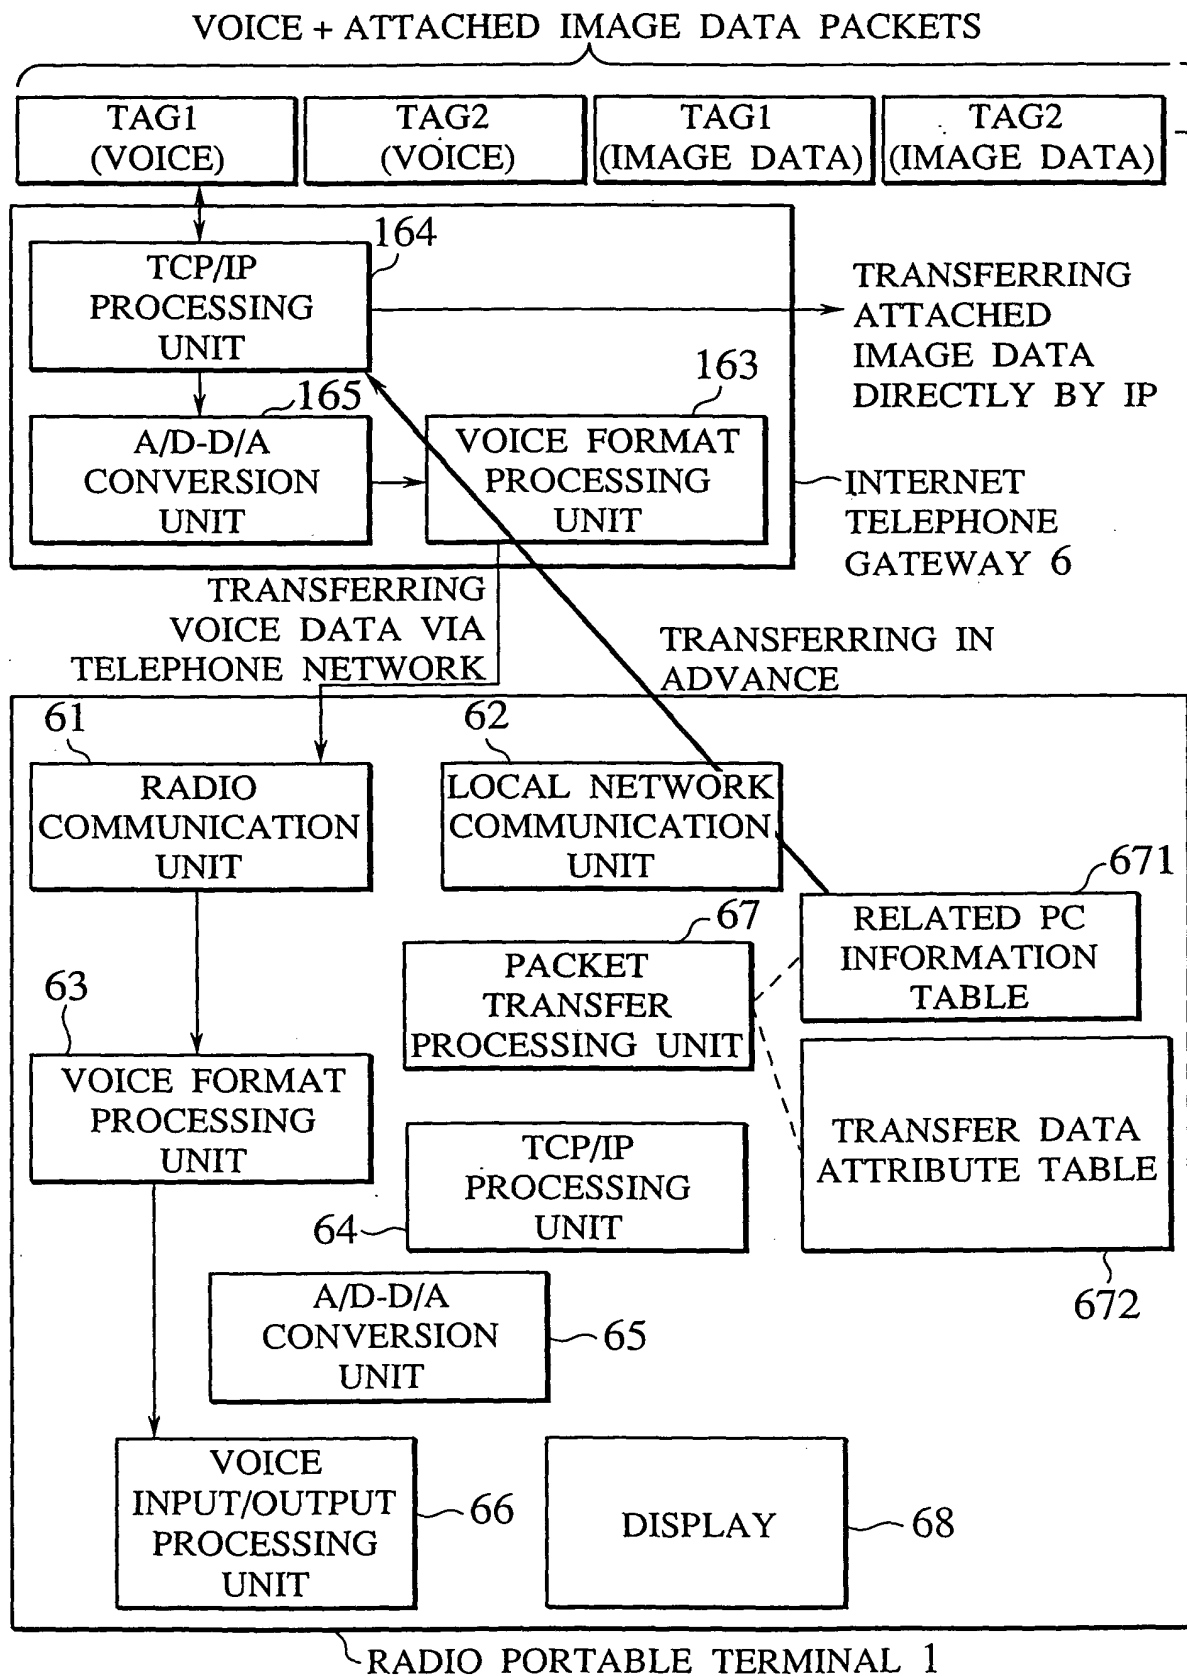 VOICE + ATTACHED IMAGE DATA PACKETS
TAG1
(VOICE)
TAG2
(VOICE)
TAG1
(IMAGE DATA)
TAG2
(IMAGE DATA)
164
TCP/IP
PROCESSING
UNIT
TRANSFERRING
ATTACHED
IMAGE DATA
DIRECTLY BY IP
165
A/D-D/A
CONVERSION
UNIT
163
VOICE FORMAT
PROCESSING
UNIT
INTERNET
TELEPHONE
GATEWAY 6
TRANSFERRING
VOICE DATA VIA
TELEPHONE NETWORK
TRANSFERRING IN
ADVANCE
61
RADIO
COMMUNICATION
UNIT
62
LOCAL NETWORK
COMMUNICATION
UNIT
671
RELATED PC
INFORMATION
TABLE
67
PACKET
TRANSFER
PROCESSING UNIT
63
VOICE FORMAT
PROCESSING
UNIT
TRANSFER DATA
ATTRIBUTE TABLE
672
TCP/IP
PROCESSING
UNIT
64
A/D-D/A
CONVERSION
UNIT
65
VOICE
INPUT/OUTPUT
PROCESSING
UNIT
66
DISPLAY
68
RADIO PORTABLE TERMINAL 1